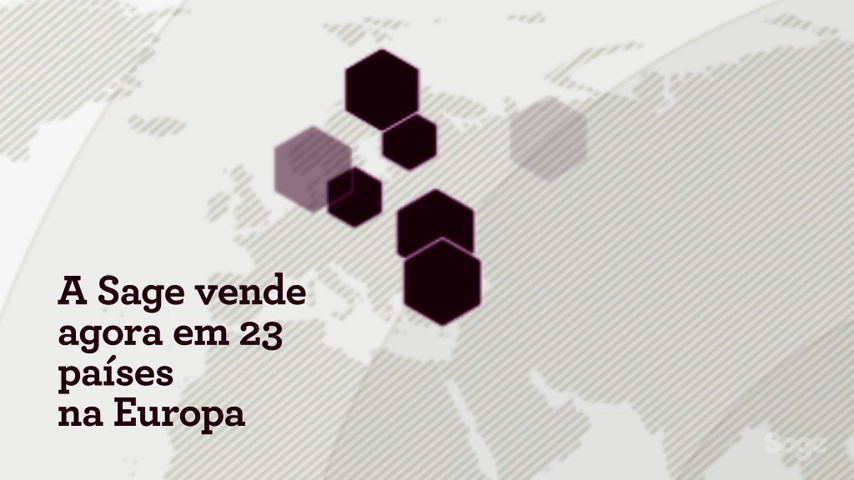 A Sage vende
agora em 23
países
na Europa
Sage